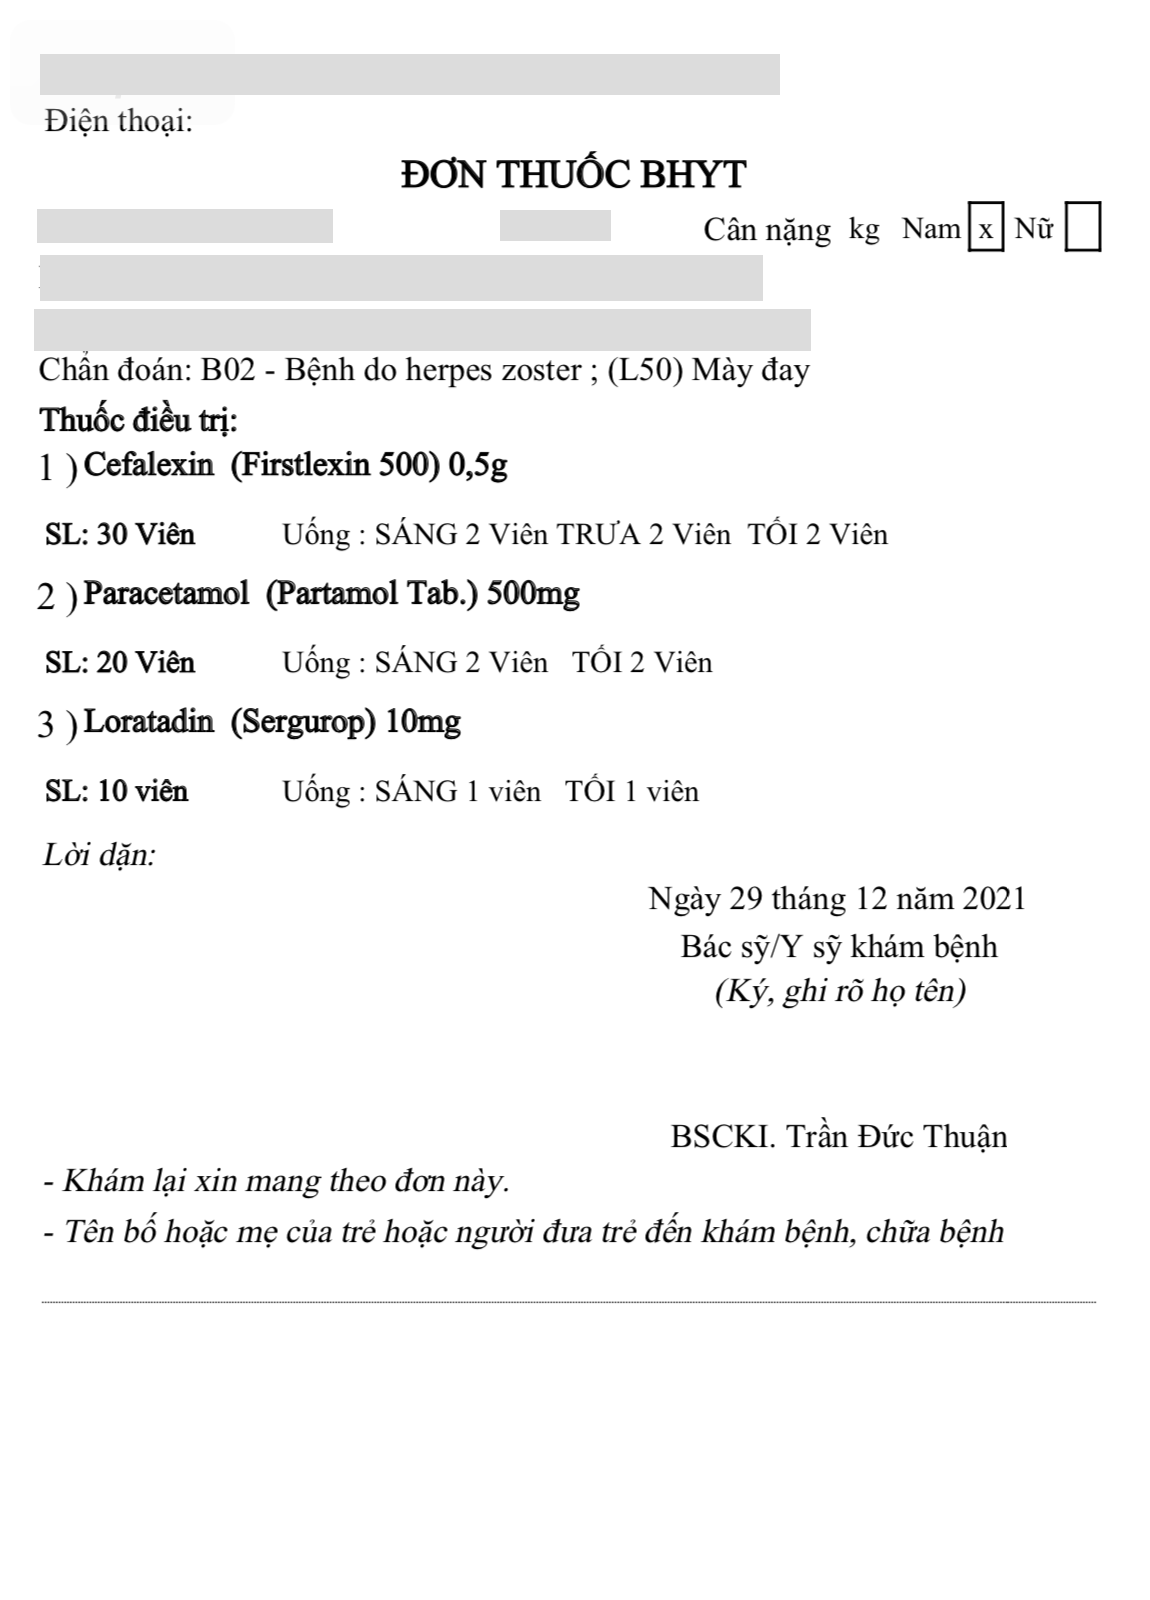 Điện thoại:
ĐƠN THUỐC BHYT
Cân nặng kg Nam x Nữ
Chẩn đoán: B02 - Bệnh do herpes zoster ; (L50) Mày đay
Thuốc điều trị:
1 ) Cefalexin (Firstlexin 500) 0,5g
SL: 30 Viên Uống : SÁNG 2 Viên TRƯA 2 Viên TỐI 2 Viên
2 ) Paracetamol (Partamol Tab.) 500mg
SL: 20 Viên Uống : SÁNG 2 Viên TỐI 2 Viên
3 ) Loratadin (Sergurop) 10mg
SL: 10 viên Uống : SÁNG 1 viên TỐI 1 viên
Lời dặn:
Ngày 29 tháng 12 năm 2021
Bác sỹ/Y sỹ khám bệnh
(Ký, ghi rõ họ tên)
BSCKI. Trần Đức Thuận
- Khám lại xin mang theo đơn này.
- Tên bố hoặc mẹ của trẻ hoặc người đưa trẻ đến khám bệnh, chữa bệnh